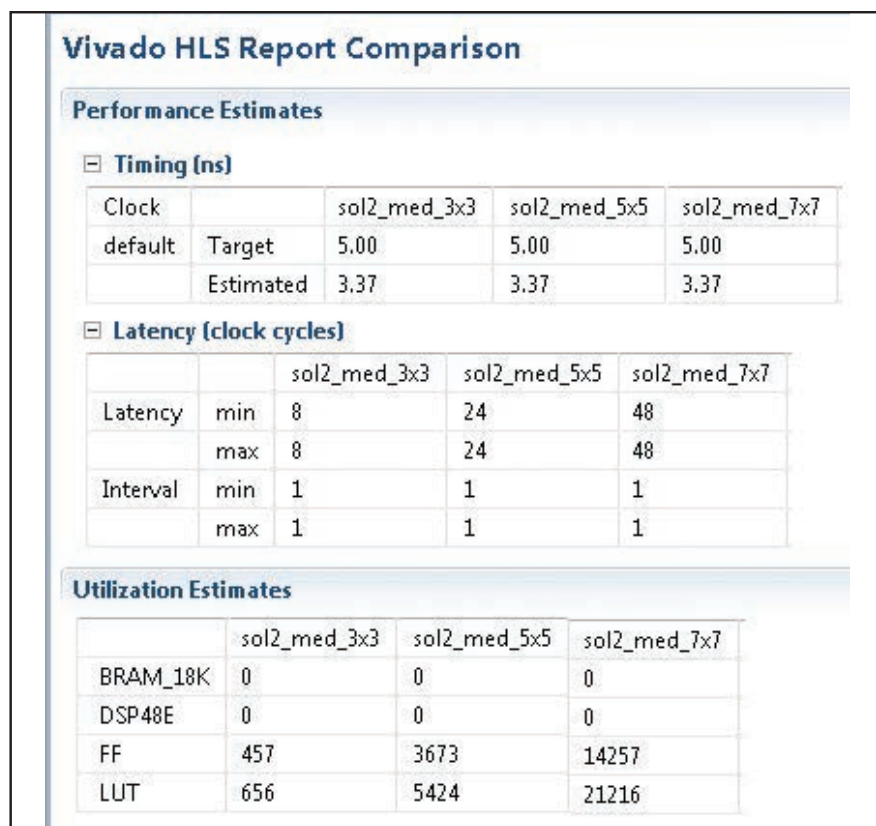 Vivado HLS Report Comparison
Performance Estimates
Timing (ns)
Clock sol2_med_3x3 sol2_med_5x5 sol2_med_7x7
default Target 5.00 5.00 5.00
Estimated 3.37 3.37 3.37
Latency (clock cycles)
sol2_med_3x3 sol2_med_5x5 sol2_med_7x7
Latency min 8 24 48
max 8 24 48
Interval min 1 1 1
max 1 1 1
Utilization Estimates
sol2_med_3x3 sol2_med_5x5 sol2_med_7x7
BRAM_18K 0 0 0
DSP48E 0 0 0
FF 457 3673 14257
LUT 656 5424 21216